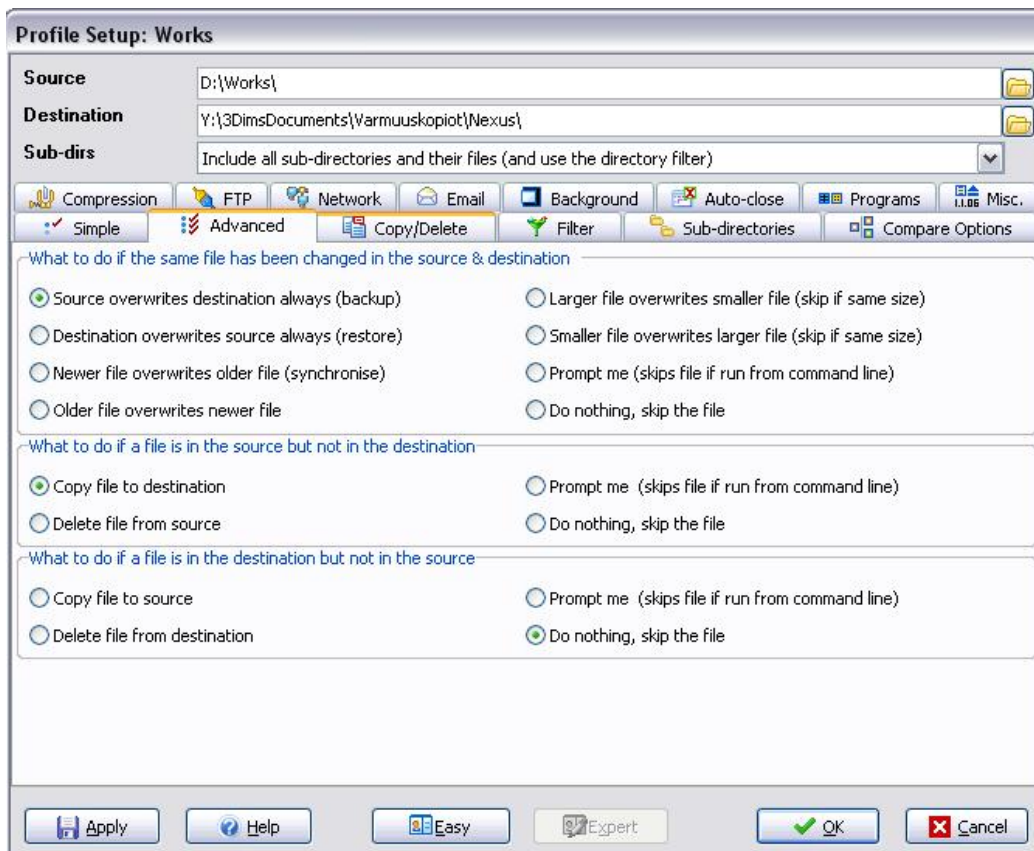 Profile Setup: Works
Source D:\Works\
Destination Y:\3DimsDocuments\Varmuuskopiot\Nexus\
Sub-dirs Include all sub-directories and their files (and use the directory filter)
Compression FTP Network Email Background Auto-close Programs Misc.
Simple Advanced Copy/Delete Filter Sub-directories Compare Options
What to do if the same file has been changed in the source & destination
Source overwrites destination always (backup) Larger file overwrites smaller file (skip if same size)
Destination overwrites source always (restore) Smaller file overwrites larger file (skip if same size)
Newer file overwrites older file (synchronise) Prompt me (skips file if run from command line)
Older file overwrites newer file Do nothing, skip the file
What to do if a file is in the source but not in the destination
Copy file to destination Prompt me (skips file if run from command line)
Delete file from source Do nothing, skip the file
What to do if a file is in the destination but not in the source
Copy file to source Prompt me (skips file if run from command line)
Delete file from destination Do nothing, skip the file
Apply Help Easy Expert OK Cancel